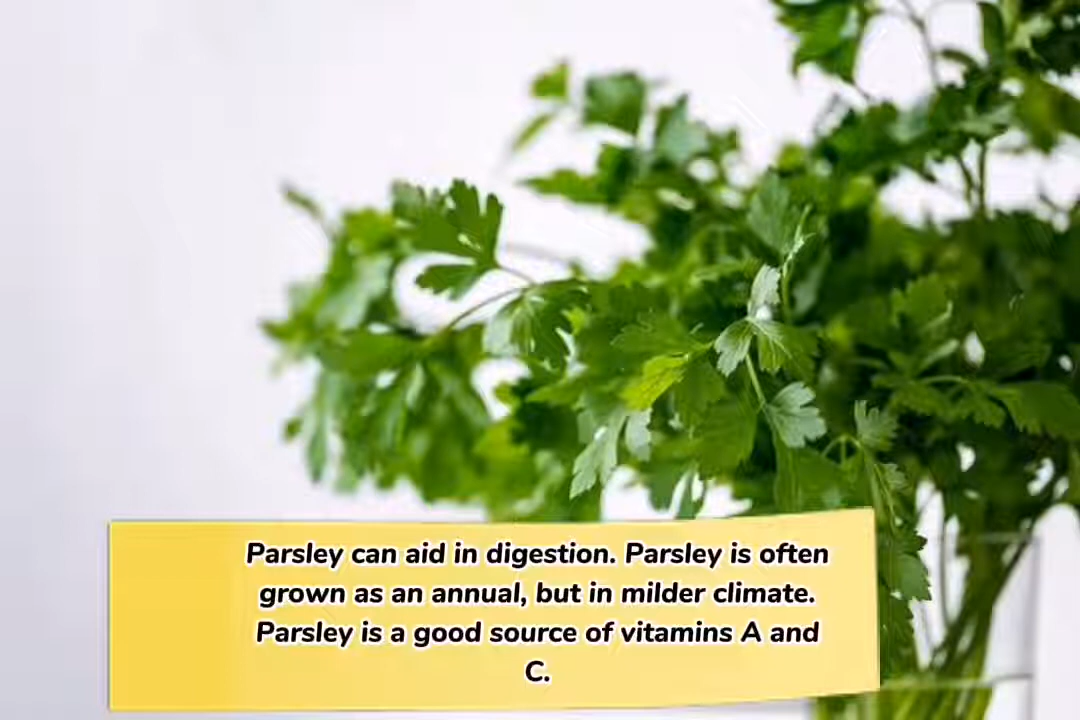 Parsley can aid in digestion. Parsley is often
grown as an annual, but in milder climate.
Parsley is a good source of vitamins A and
C.